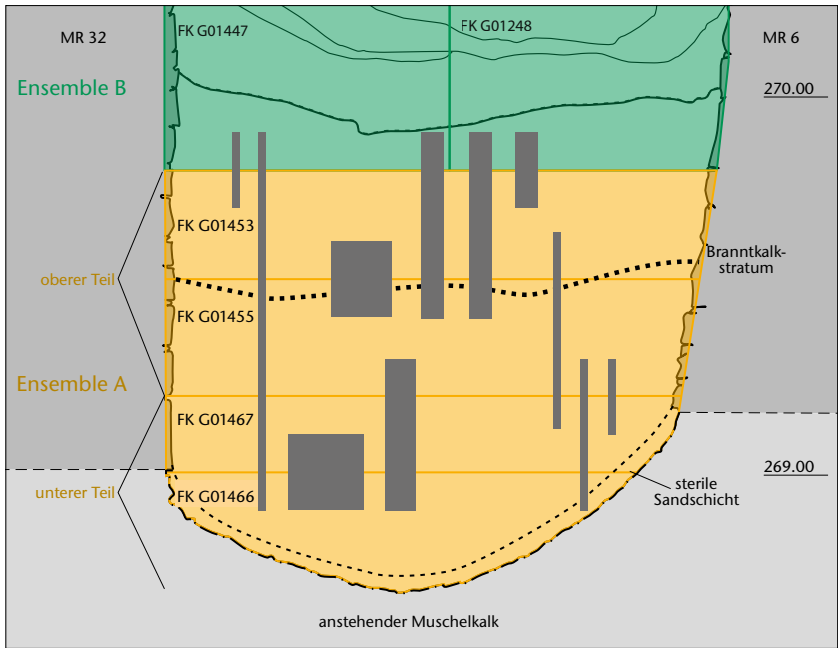 MR 32
FK G01447
FK G01248
MR 6
Ensemble B
270.00
FK G01453
Branntkalk-
stratum
oberer Teil
FK G01455
Ensemble A
FK G01467
269.00
unterer Teil
FK G01466
sterile
Sandschicht
anstehender Muschelkalk